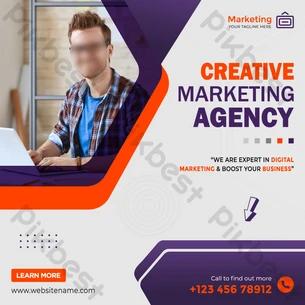 Marketing
YOUR TAGLINE HERE
CREATIVE
MARKETING
AGENCY
"WE ARE EXPERT IN DIGITAL
MARKETING & BOOST YOUR BUSINESS"
LEARN MORE
www.websitename.com
Call to find out more
+123 456 78912
pikbest